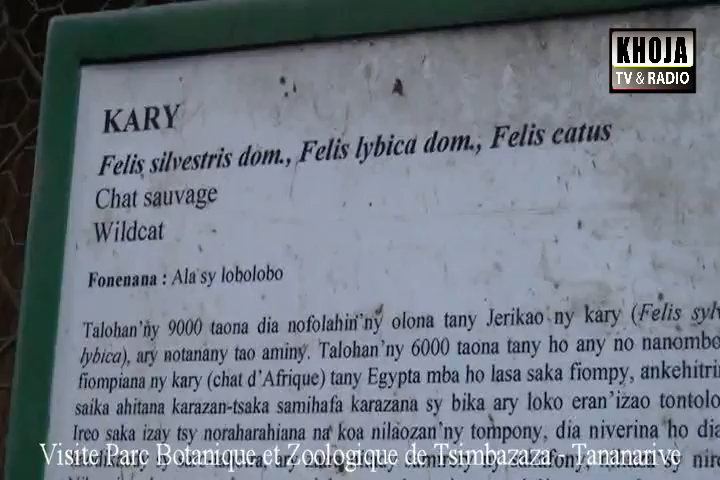 KHOJA
TV & RADIO
KARY
Felis silvestris dom., Felis lybica dom., Felis catus
Chat sauvage
Wildcat
Fonenana : Ala sy lobolobo
Talohan'ny 9000 taona dia nofolahin'ny olona tany Jerikao ny kary (Felis sylv
lybica), ary notanany tao aminy. Talohan'ny 6000 taona tany ho any no nanombo
fiompiana ny kary (chat d'Afrique) tany Egypta mba ho lasa saka fiompy, ankehitrin
saika ahitana karazan-tsaka samihafa karazana sy bika ary loko eran'izao tontolo
Ireo saka izay tsy noraharahiana na koa nilaozan'ny tompony, dia niverina ho dia
Visite Parc Botanique et Zoologique de Tsimbazaza - Tananarive